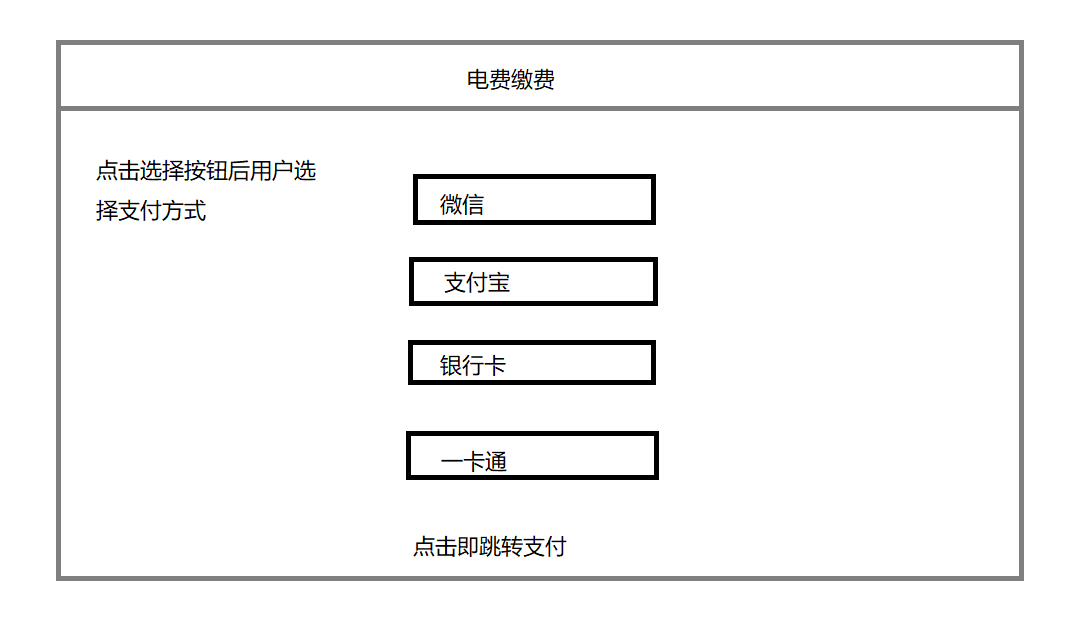 电费缴费
点击选择按钮后用户选
择支付方式
微信
支付宝
银行卡
一卡通
点击即跳转支付